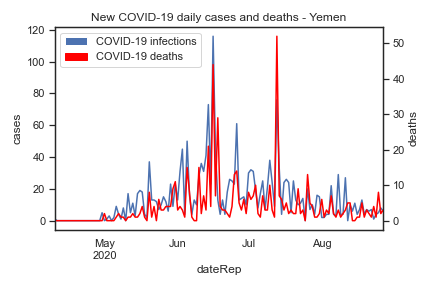 New COVID-19 daily cases and deaths - Yemen
COVID-19 infections
COVID-19 deaths
120
100
80
60
40
20
0
cases
50
40
30
20
10
0
deaths
May
2020
Jun
Jul
Aug
dateRep